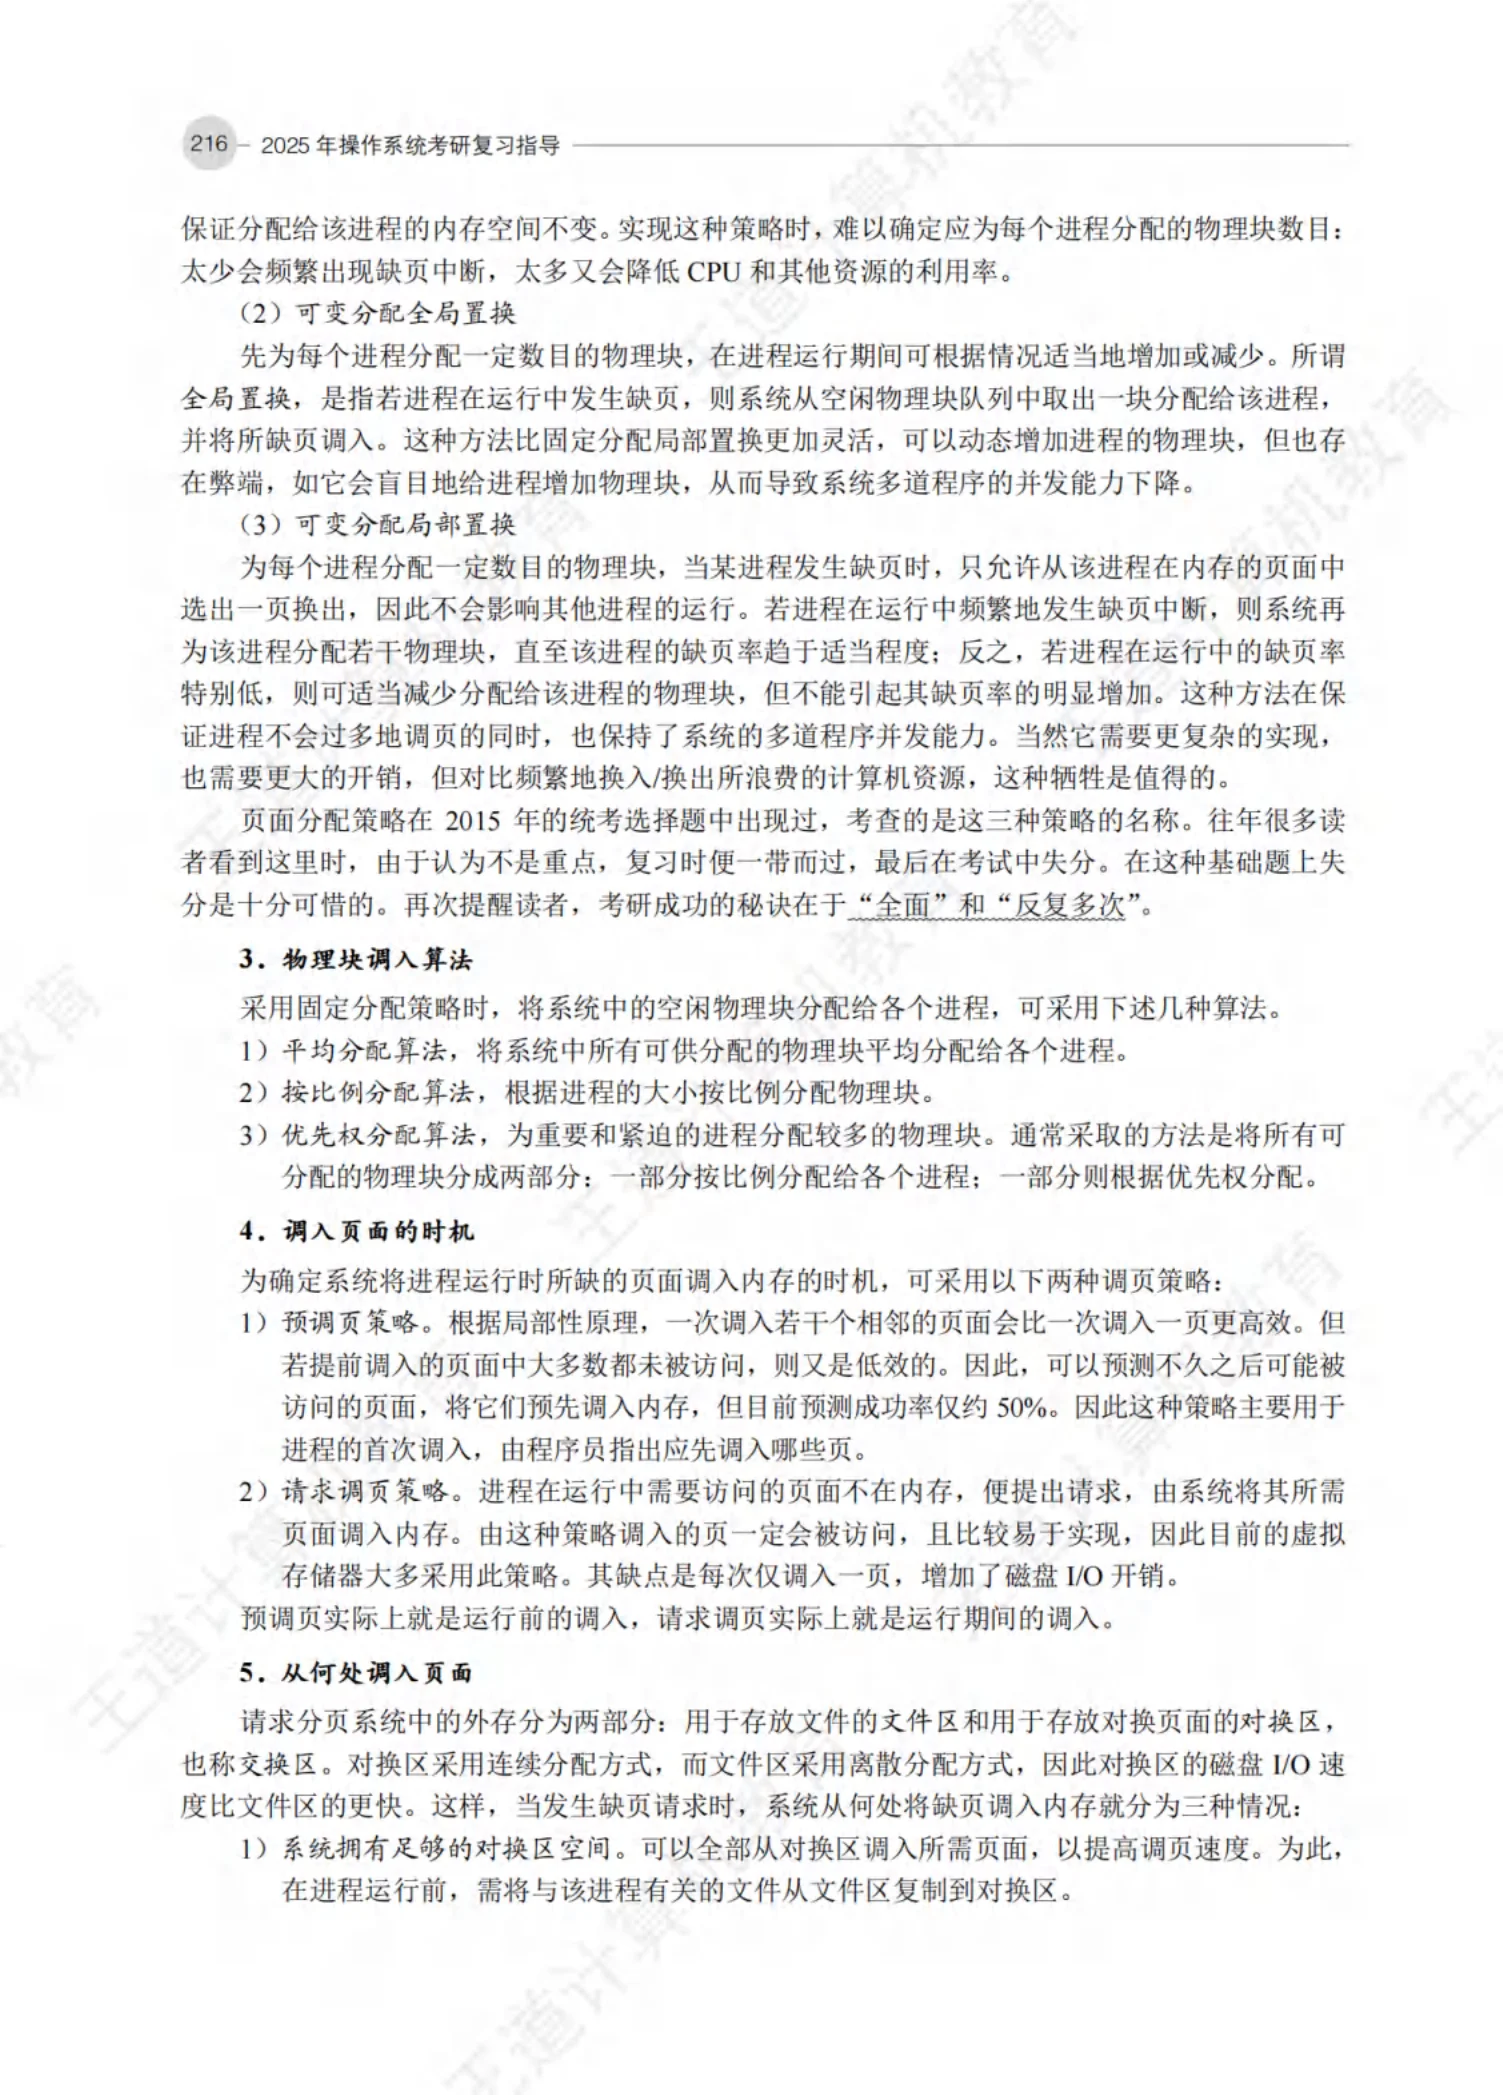 216 2025 年操作系统考研复习指导
保证分配给该进程的内存空间不变。实现这种策略时，难以确定应为每个进程分配的物理块数目：
太少会频繁出现缺页中断，太多又会降低 CPU 和其他资源的利用率。
（2）可变分配全局置换
先为每个进程分配一定数目的物理块，在进程运行期间可根据情况适当地增加或减少。所谓
全局置换，是指若进程在运行中发生缺页，则系统从空闲物理块队列中取出一块分配给该进程，
并将所缺页调入。这种方法比固定分配局部置换更加灵活，可以动态增加进程的物理块，但也存
在弊端，如它会盲目地给进程增加物理块，从而导致系统多道程序的并发能力下降。
（3）可变分配局部置换
为每个进程分配一定数目的物理块，当某进程发生缺页时，只允许从该进程在内存的页面中
选出一页换出，因此不会影响其他进程的运行。若进程在运行中频繁地发生缺页中断，则系统再
为该进程分配若干物理块，直至该进程的缺页率趋于适当程度；反之，若进程在运行中的缺页率
特别低，则可适当减少分配给该进程的物理块，但不能引起其缺页率的明显增加。这种方法在保
证进程不会过多地调页的同时，也保持了系统的多道程序并发能力。当然它需要更复杂的实现，
也需要更大的开销，但对比频繁地换入/换出所浪费的计算机资源，这种牺牲是值得的。
页面分配策略在 2015 年的统考选择题中出现过，考查的是这三种策略的名称。往年很多读
者看到这里时，由于认为不是重点，复习时便一带而过，最后在考试中失分。在这种基础题上失
分是十分可惜的。再次提醒读者，考研成功的秘诀在于“全面”和“反复多次”。
3．物理块调入算法
采用固定分配策略时，将系统中的空闲物理块分配给各个进程，可采用下述几种算法。
1）平均分配算法，将系统中所有可供分配的物理块平均分配给各个进程。
2）按比例分配算法，根据进程的大小按比例分配物理块。
3）优先权分配算法，为重要和紧迫的进程分配较多的物理块。通常采取的方法是将所有可
分配的物理块分成两部分：一部分按比例分配给各个进程；一部分则根据优先权分配。
4．调入页面的时机
为确定系统将进程运行时所缺的页面调入内存的时机，可采用以下两种调页策略：
1）预调页策略。根据局部性原理，一次调入若干个相邻的页面会比一次调入一页更高效。但
若提前调入的页面中大多数都未被访问，则又是低效的。因此，可以预测不久之后可能被
访问的页面，将它们预先调入内存，但目前预测成功率仅约 50%。因此这种策略主要用于
进程的首次调入，由程序员指出应先调入哪些页。
2）请求调页策略。进程在运行中需要访问的页面不在内存，便提出请求，由系统将其所需
页面调入内存。由这种策略调入的页一定会被访问，且比较易于实现，因此目前的虚拟
存储器大多采用此策略。其缺点是每次仅调入一页，增加了磁盘 I/O 开销。
预调页实际上就是运行前的调入，请求调页实际上就是运行期间的调入。
5．从何处调入页面
请求分页系统中的外存分为两部分：用于存放文件的文件区和用于存放对换页面的对换区，
也称交换区。对换区采用连续分配方式，而文件区采用离散分配方式，因此对换区的磁盘 I/O 速
度比文件区的更快。这样，当发生缺页请求时，系统从何处将缺页调入内存就分为三种情况：
1）系统拥有足够的对换区空间。可以全部从对换区调入所需页面，以提高调页速度。为此，
在进程运行前，需将与该进程有关的文件从文件区复制到对换区。
王道计算机教育
王道计算机教育
王道计算机教育
王道计算机教育
王道计算机教育
王道计算机教育
王道计算机教育
教育
王